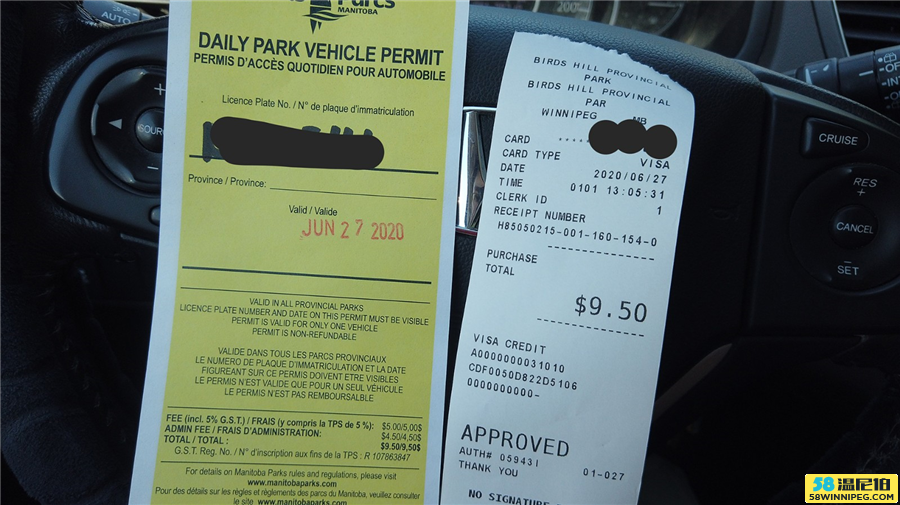 Parcs
MANITOBA
DAILY PARK VEHICLE PERMIT
PERMIS D'ACCÈS QUOTIDIEN POUR AUTOMOBILE
Licence Plate No. / N° de plaque d'immatriculation
Province / Province:
Valid / Valide
JUN 27 2020
VALID IN ALL PROVINCIAL PARKS
LICENCE PLATE NUMBER AND DATE ON THIS PERMIT MUST BE VISIBLE
PERMIT IS VALID FOR ONLY ONE VEHICLE
PERMIT IS NON-REFUNDABLE
VALIDE DANS TOUS LES PARCS PROVINCIAUX
LE NUMERO DE PLAQUE D'IMMATRICULATION ET LA DATE
FIGUREANT SUR CE PERMIS DOIVENT ETRE VISIBLES
LE PERMIS N'EST VALIDE QUE POUR UN SEUL VÉHICULE
LE PERMIS N'EST PAS REMBOURSABLE
FEE (incl. 5% G.S.T.) / FRAIS (y compris la TPS de 5 %): $5.00/5,00$
ADMIN FEE / FRAIS D'ADMINISTRATION: $4.50/4,50$
TOTAL / TOTAL : $9.50/9,50$
G.S.T. Reg. No. / N° d'inscription aux fins de la TPS : R 107863847
For details on Manitoba Parks rules and regulations, please visit
www.manitobaparks.com
Pour des détails sur les règles et règlements des parcs du Manitoba, veuillez consulter
le site www.manitobaparks.com
BIRDS HILL PROVINCIAL
PARK
BIRDS HILL PROVINCIAL
PAR
WINNIPEG MB
CARD ****
CARD TYPE VISA
DATE 2020/06/27
TIME 0101 13:05:31
CLERK ID 1
RECEIPT NUMBER
H85050215-001-160-154-0
PURCHASE
TOTAL
$9.50
VISA CREDIT
A0000000031010
CDF0050D822D5106
0000000000-
APPROVED
AUTH# 05943I 01-027
THANK YOU
NO SIGNATURE
AUTO
+
SOURCE
-
CRUISE
RES
+
CANCEL
-
SET
OFF
58温尼伯
58WINNIPEG.COM